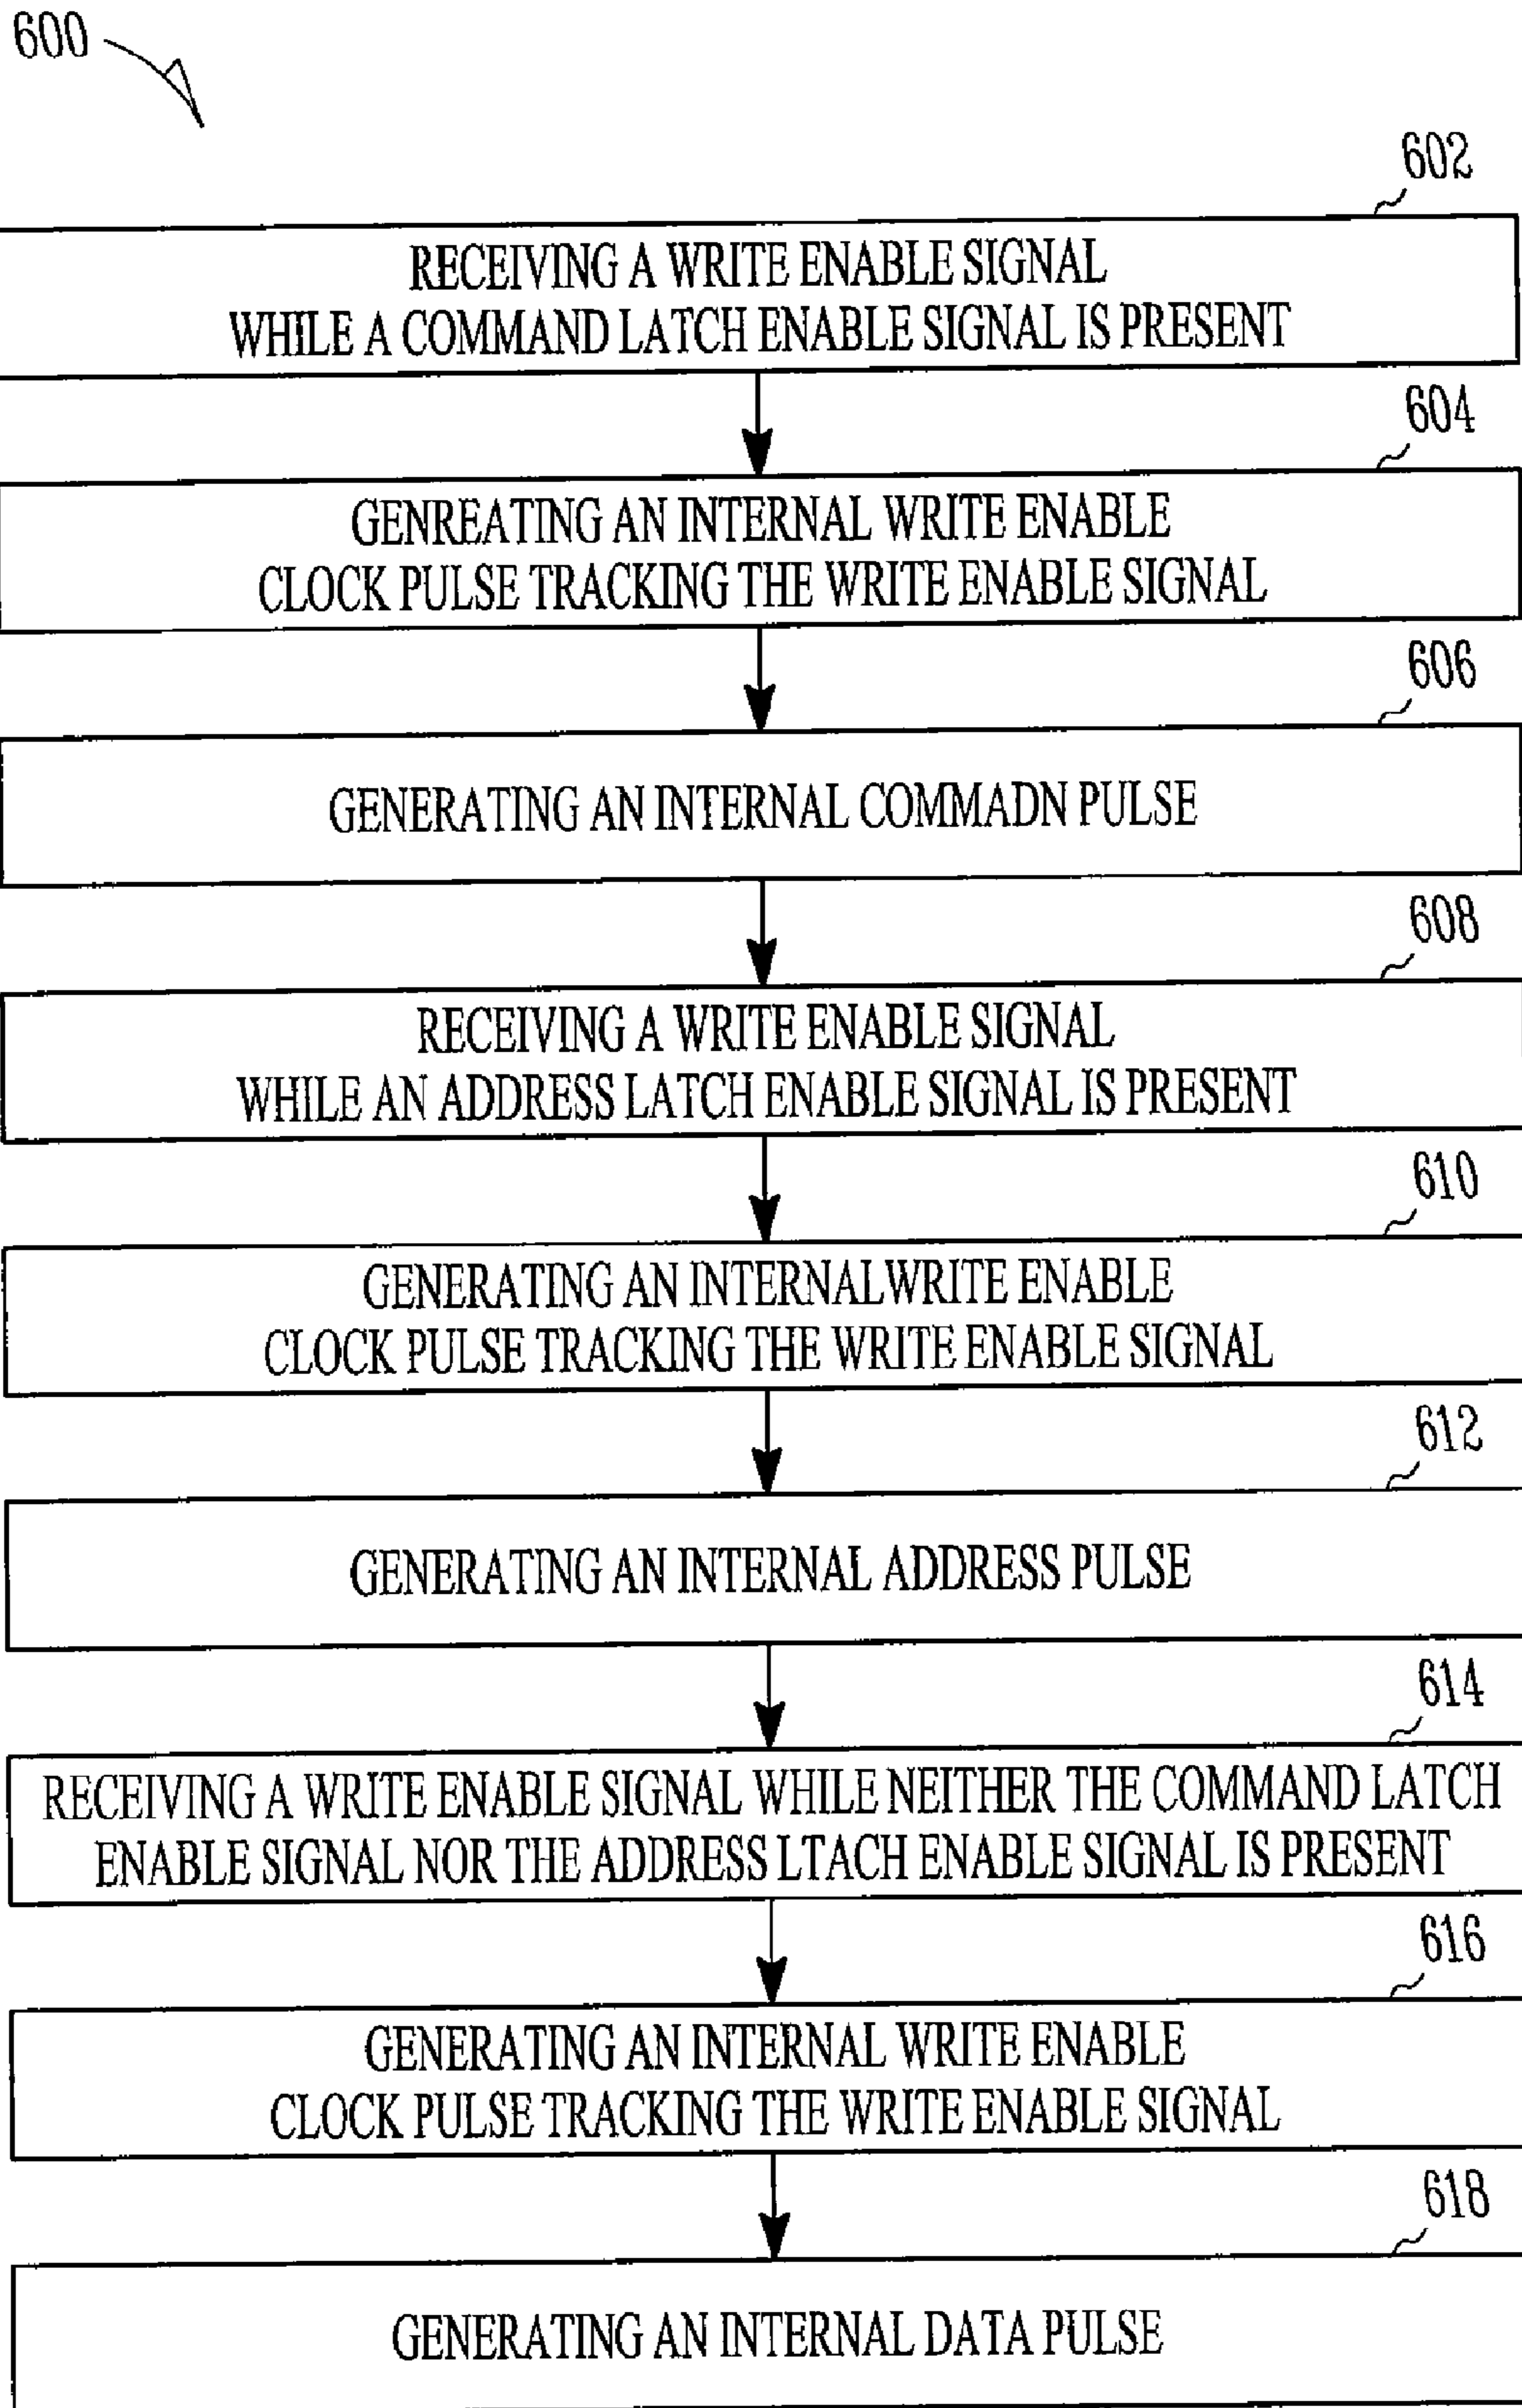 600
602
RECEIVING A WRITE ENABLE SIGNAL
WHILE A COMMAND LATCH ENABLE SIGNAL IS PRESENT
604
GENREATING AN INTERNAL WRITE ENABLE
CLOCK PULSE TRACKING THE WRITE ENABLE SIGNAL
606
GENERATING AN INTERNAL COMMADN PULSE
608
RECEIVING A WRITE ENABLE SIGNAL
WHILE AN ADDRESS LATCH ENABLE SIGNAL IS PRESENT
610
GENERATING AN INTERNALWRITE ENABLE
CLOCK PULSE TRACKING THE WRITE ENABLE SIGNAL
612
GENERATING AN INTERNAL ADDRESS PULSE
614
RECEIVING A WRITE ENABLE SIGNAL WHILE NEITHER THE COMMAND LATCH
ENABLE SIGNAL NOR THE ADDRESS LTACH ENABLE SIGNAL IS PRESENT
616
GENERATING AN INTERNAL WRITE ENABLE
CLOCK PULSE TRACKING THE WRITE ENABLE SIGNAL
618
GENERATING AN INTERNAL DATA PULSE